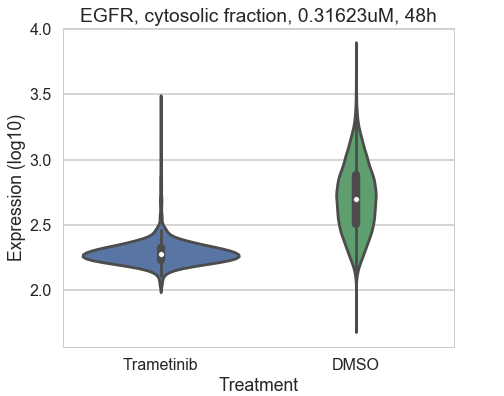 EGFR, cytosolic fraction, 0.31623uM, 48h
4.0
3.5
3.0
2.5
2.0
Expression (log10)
Trametinib DMSO
Treatment